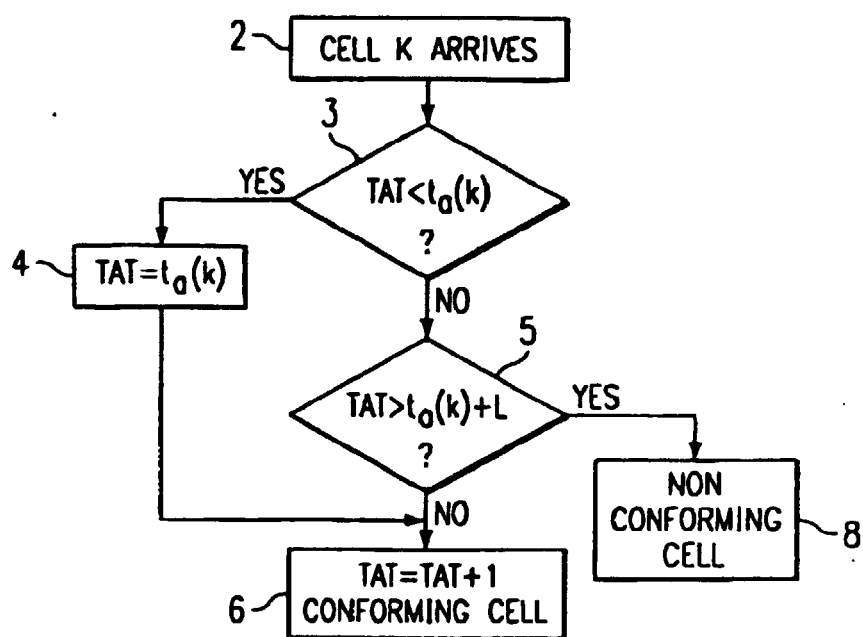 2
CELL K ARRIVES
3
YES
TAT<ta(k)
?
4
TAT=ta(k)
NO
5
TAT>ta(k)+L
?
YES
NO
NON
CONFORMING
CELL
8
6
TAT=TAT+1
CONFORMING CELL